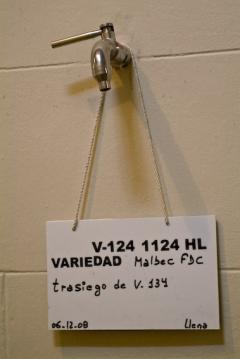 V-124 1124 HL
VARIEDAD Malbec FDC
trasiego de V. 134
06.12.08 Llena